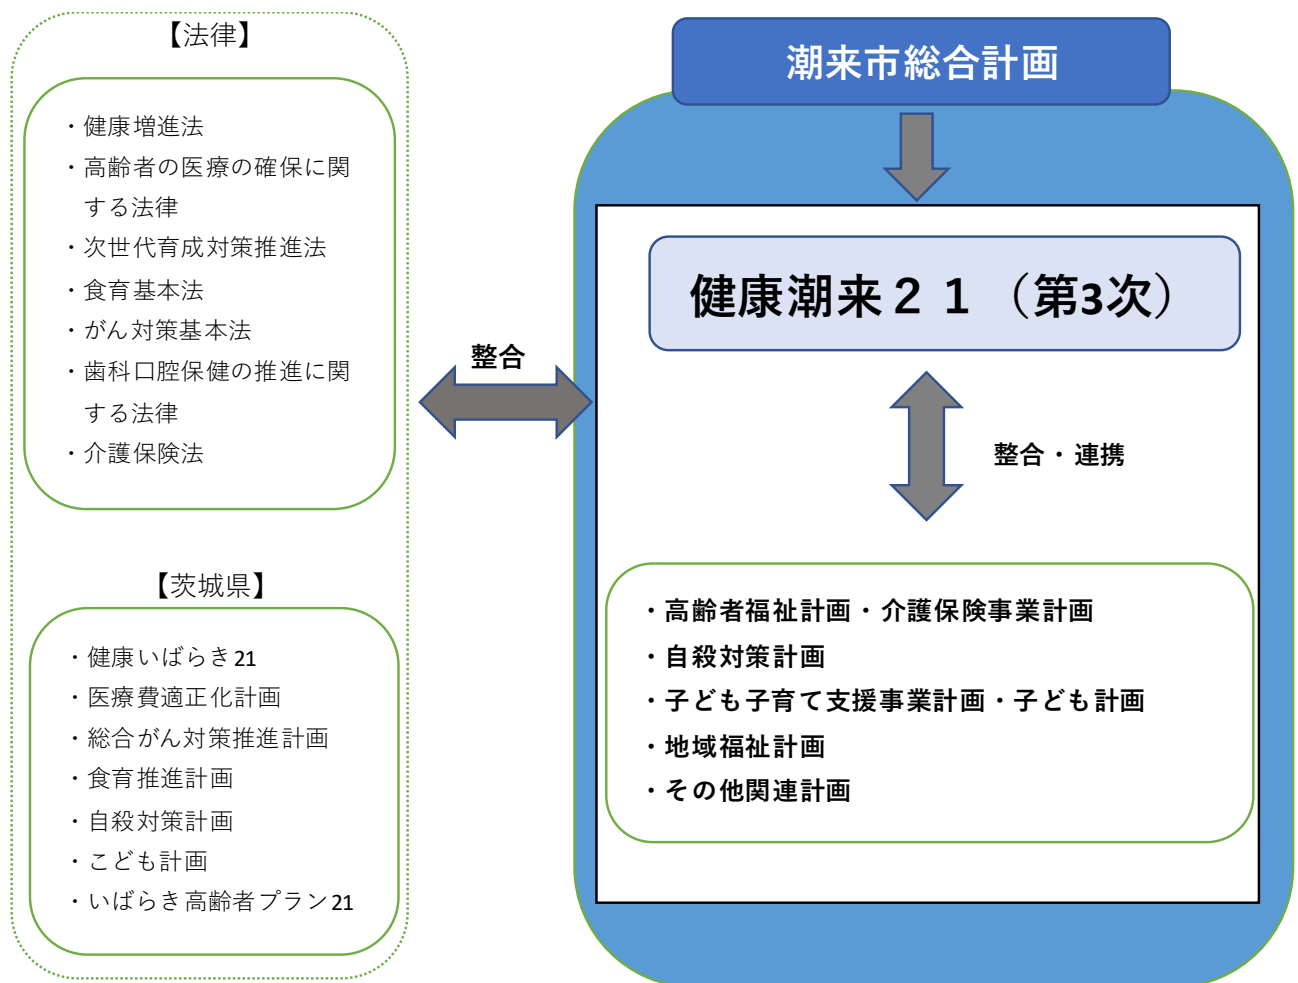 【法律】
・健康増進法
・高齢者の医療の確保に関
する法律
・次世代育成対策推進法
・食育基本法
・がん対策基本法
・歯科口腔保健の推進に関
する法律
・介護保険法
【茨城県】
・健康いばらき21
・医療費適正化計画
・総合がん対策推進計画
・食育推進計画
・自殺対策計画
・こども計画
・いばらき高齢者プラン21
整合
潮来市総合計画
健康潮来２１（第3次）
整合・連携
・高齢者福祉計画・介護保険事業計画
・自殺対策計画
・子ども子育て支援事業計画・子ども計画
・地域福祉計画
・その他関連計画